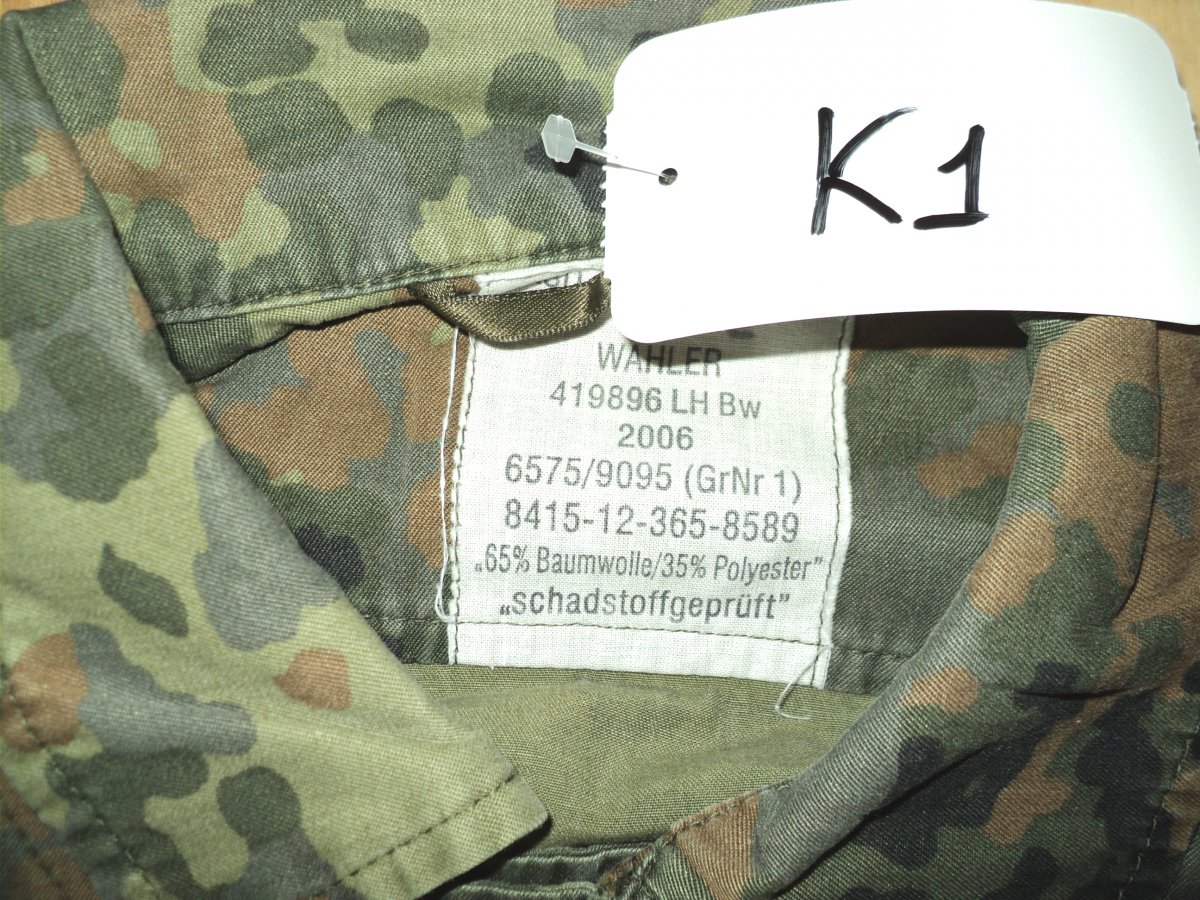 K1
WAHLER
419896 LH Bw
2006
6575/9095 (GrNr 1)
8415-12-365-8589
„65% Baumwolle/35% Polyester”
„schadstoffgeprüft”